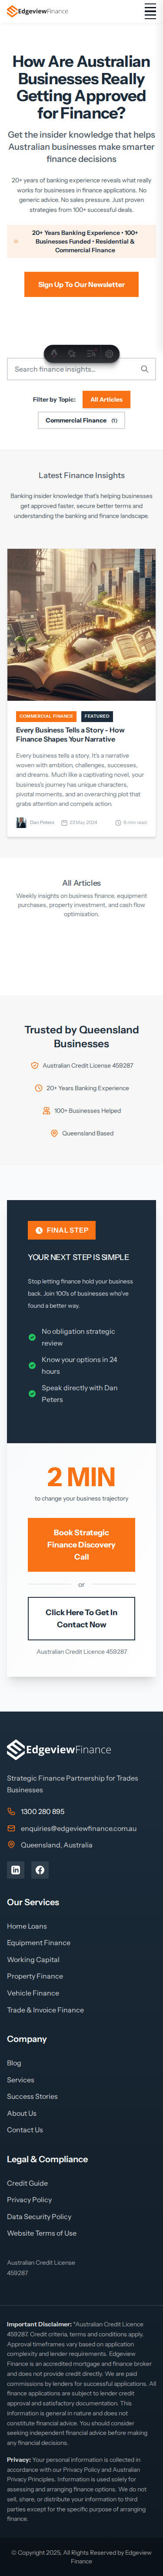 EdgeviewFinance
How Are Australian
Businesses Really
Getting Approved
for Finance?
Get the insider knowledge that helps
Australian businesses make smarter
finance decisions
20+ years of banking experience reveals what really
works for businesses in finance applications. No
generic advice. No sales pressure. Just proven
strategies from 100+ successful deals.
20+ Years Banking Experience • 100+
Businesses Funded • Residential &
Commercial Finance
Sign Up To Our Newsletter
Search finance insights...
Filter by Topic:
All Articles
Commercial Finance (1)
Latest Finance Insights
Banking insider knowledge that's helping businesses
get approved faster, secure better terms and
understanding the banking and finance landscape.
COMMERCIAL FINANCE
FEATURED
Every Business Tells a Story - How
Finance Shapes Your Narrative
Every business tells a story. It's a narrative
woven with ambition, challenges, successes,
and dreams. Much like a captivating novel, your
business's journey has its unique characters,
pivotal moments, and an overarching plot that
grasps attention and compels action.
Dan Peters
23 May 2024
6 min read
All Articles
Weekly insights on business finance, equipment
purchases, property investment, and cash flow
optimisation.
Trusted by Queensland
Businesses
Australian Credit License 459287
20+ Years Banking Experience
100+ Businesses Helped
Queensland Based
FINAL STEP
YOUR NEXT STEP IS SIMPLE
Stop letting finance hold your business
back. Join 100's of businesses who've
found a better way.
No obligation strategic
review
Know your options in 24
hours
Speak directly with Dan
Peters
2 MIN
to change your business trajectory
Book Strategic
Finance Discovery
Call
or
Click Here To Get In
Contact Now
Australian Credit Licence 459287
EdgeviewFinance
Strategic Finance Partnership for Trades
Businesses
1300 280 895
enquiries@edgeviewfinance.com.au
Queensland, Australia
Our Services
Home Loans
Equipment Finance
Working Capital
Property Finance
Vehicle Finance
Trade & Invoice Finance
Company
Blog
Services
Success Stories
About Us
Contact Us
Legal & Compliance
Credit Guide
Privacy Policy
Data Security Policy
Website Terms of Use
Australian Credit License
459287
Important Disclaimer: *Australian Credit Licence
459287. Credit criteria, terms and conditions apply.
Approval timeframes vary based on application
complexity and lender requirements. Edgeview
Finance is an accredited mortgage and finance broker
and does not provide credit directly. We are paid
commissions by lenders for successful applications. All
finance applications are subject to lender credit
approval and satisfactory documentation. This
information is general in nature and does not
constitute financial advice. You should consider
seeking independent financial advice before making
any financial decisions.
Privacy: Your personal information is collected in
accordance with our Privacy Policy and Australian
Privacy Principles. Information is used solely for
assessing and arranging finance options. We do not
sell, share, or distribute your information to third
parties except for the specific purpose of arranging
finance.
© Copyright 2025, All Rights Reserved by Edgeview
Finance